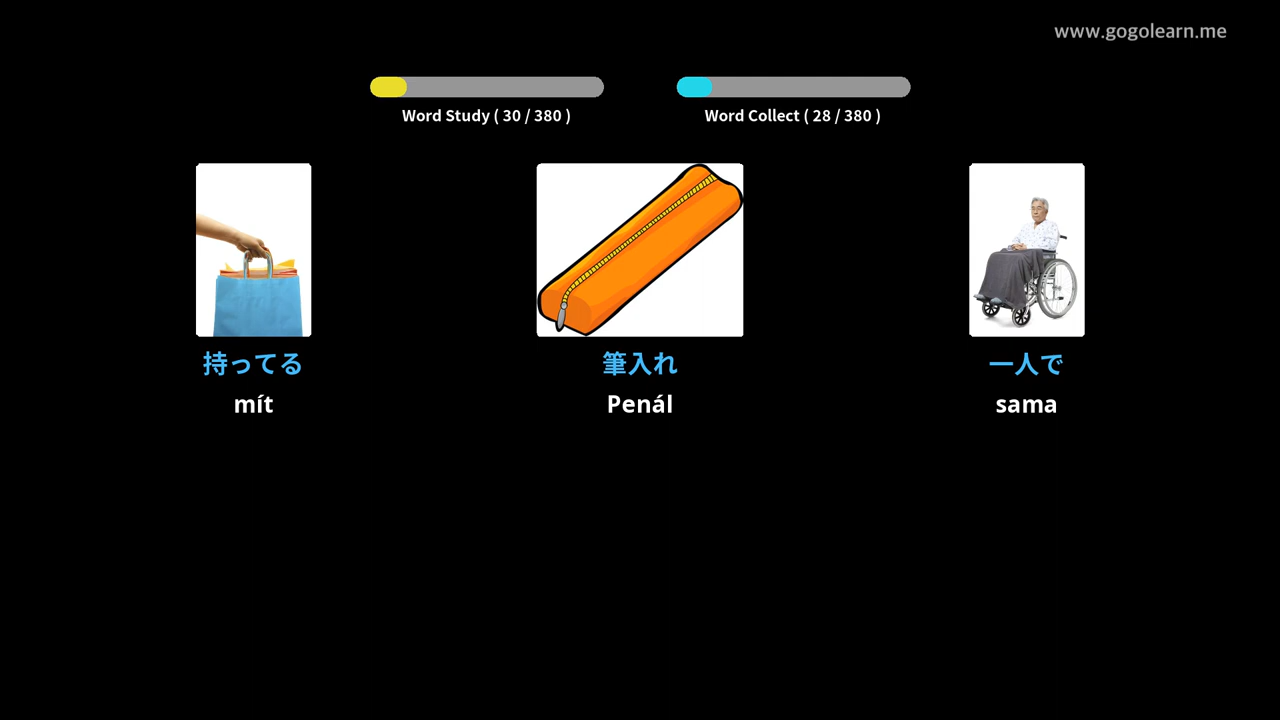 www.gogolearn.me
Word Study ( 30 / 380 )
Word Collect ( 28 / 380 )
持ってる
筆入れ
一人で
mít
Penál
sama